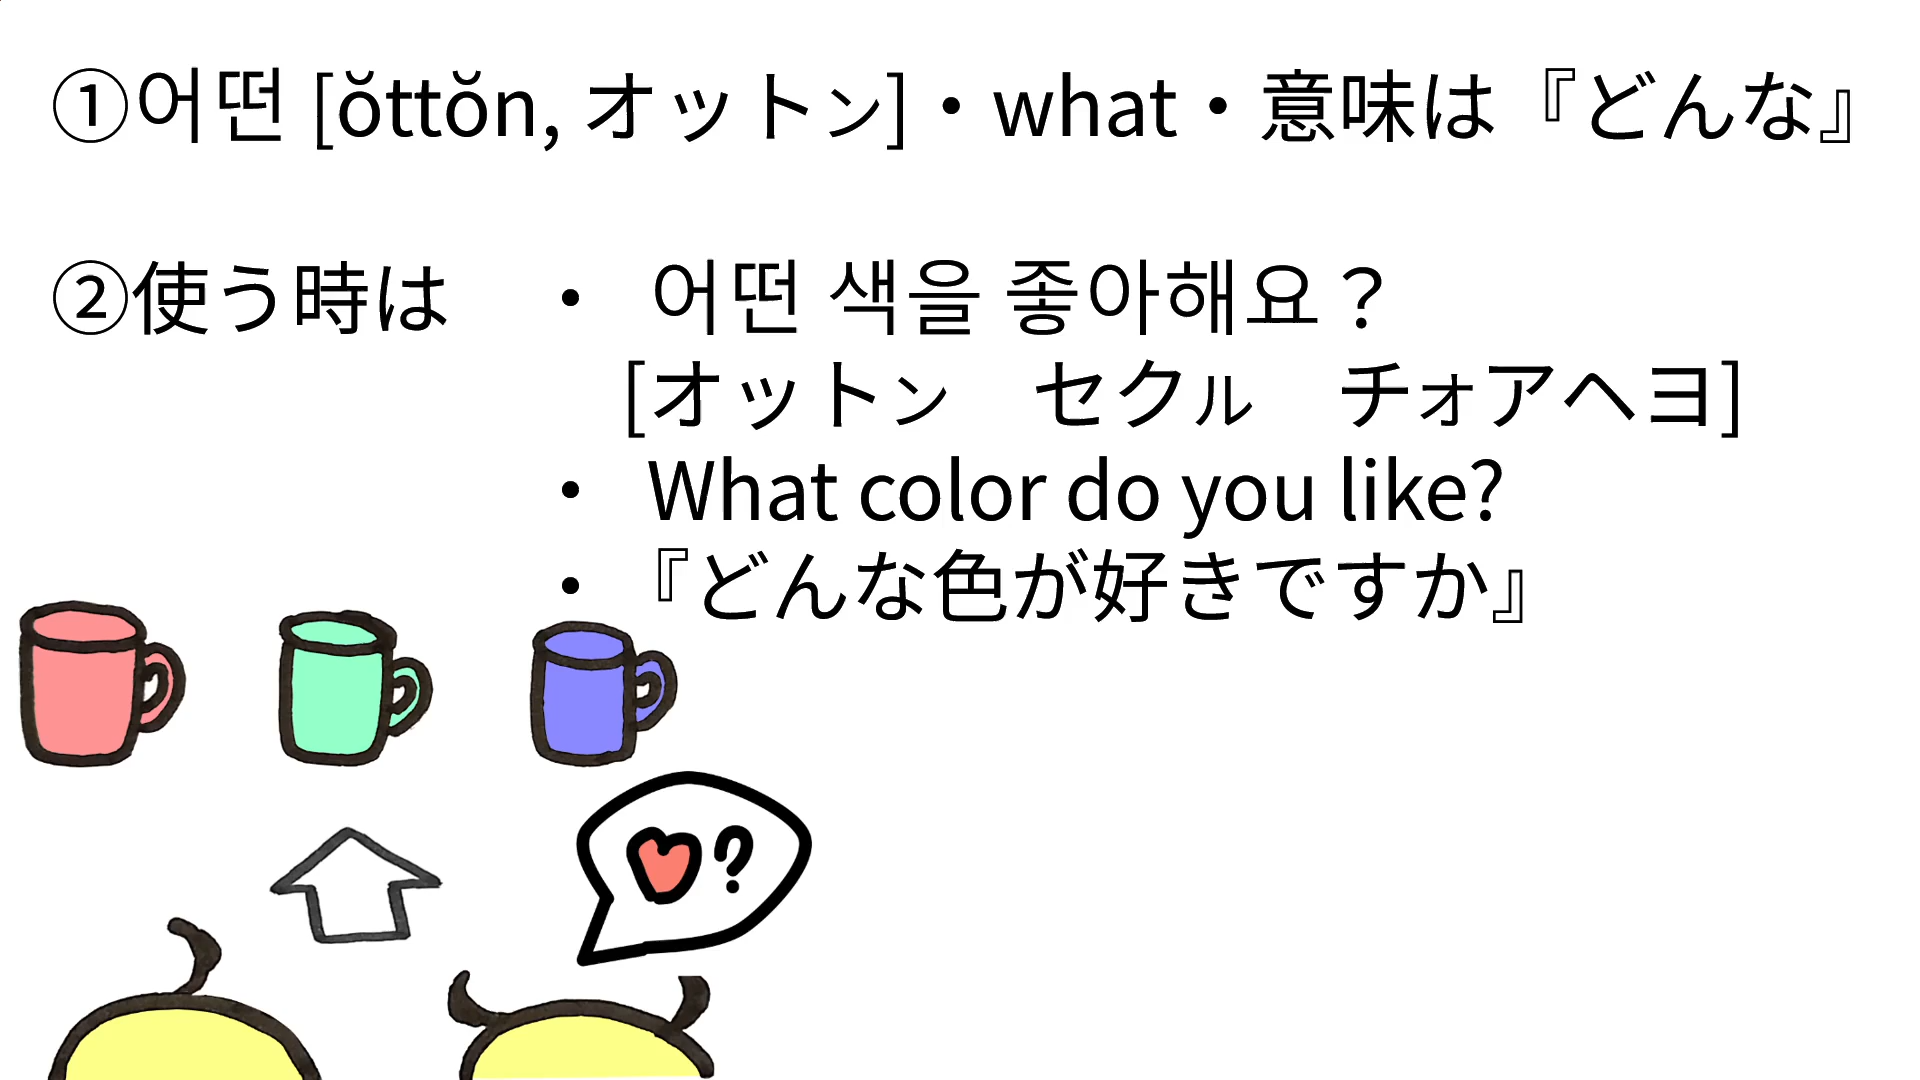 ①어떤 [ŏttŏn, オットン]・what・意味は『どんな』
②使う時は ・ 어떤 색을 좋아해요？
[オットン　セクル　チォアヘヨ]
・ What color do you like?
・ 『どんな色が好きですか』
?